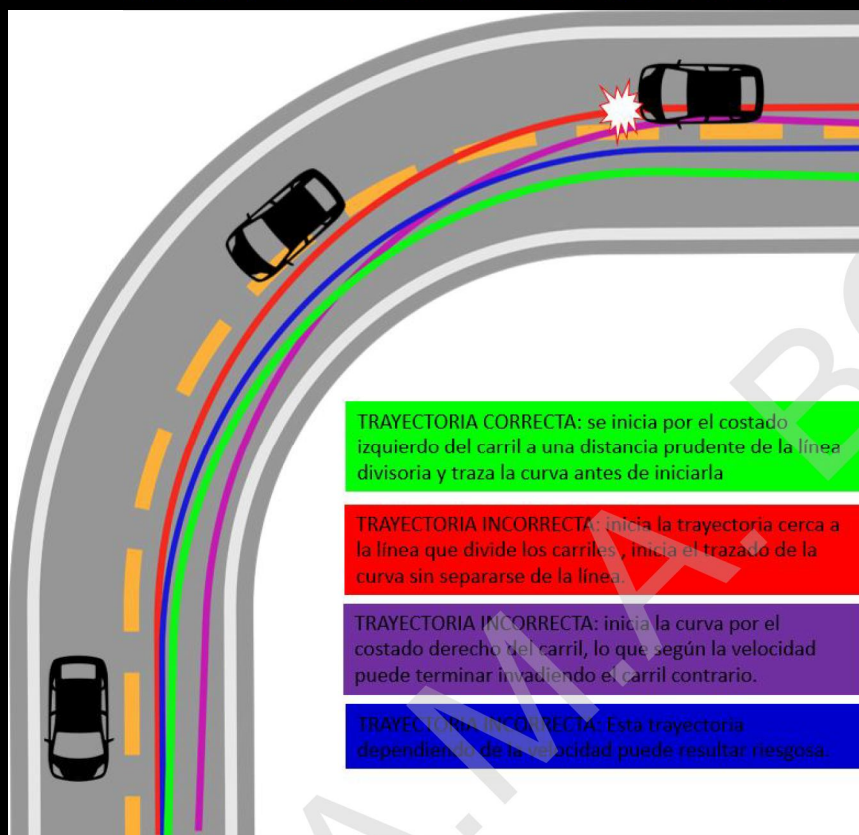 TRAYECTORIA CORRECTA: se inicia por el costado
izquierdo del carril a una distancia prudente de la línea
divisoria y traza la curva antes de iniciarla
TRAYECTORIA INCORRECTA: inicia la trayectoria cerca a
la línea que divide los carriles , inicia el trazado de la
curva sin separarse de la línea.
TRAYECTORIA INCORRECTA: inicia la curva por el
costado derecho del carril, lo que según la velocidad
puede terminar invadiendo el carril contrario.
TRAYECTORIA INCORRECTA: Esta trayectoria
dependiendo de la velocidad puede resultar riesgosa.
A.M.A. BO